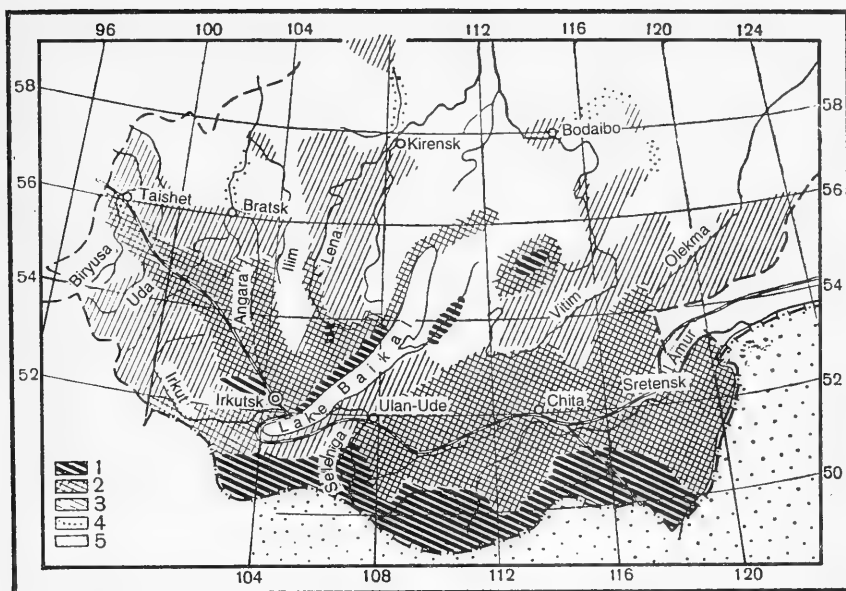 96 100 104 108 112 116 120 124
58 58
Bodaibo
Kirensk
56 56
Taishet
Bratsk
Ilim
Lena
Olekma
Biryusa
54 54
Uda
Angara
Vitim
Amur
Lake Baikal
52 52
Irkut
Irkutsk
Ulan-Ude
Chita
Sretensk
Selenga
50
1
2
3
4
5
104 108 112 116 120